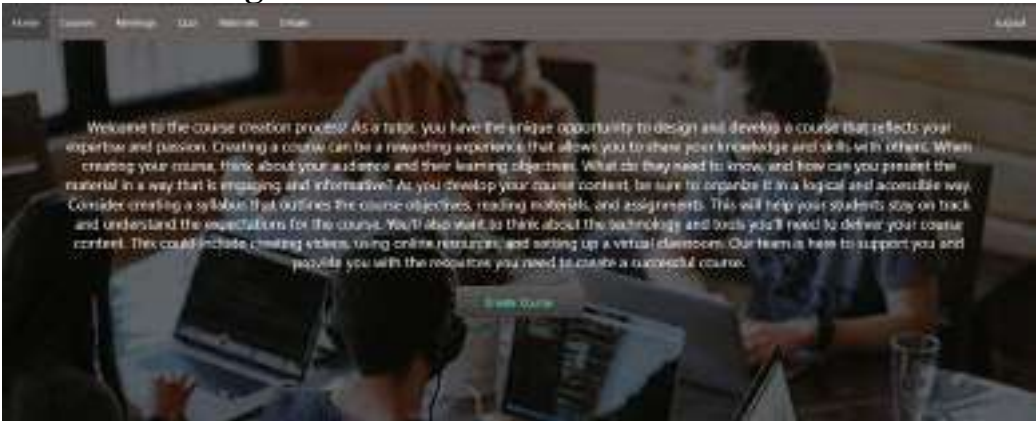 Home Courses Meetings Quiz Materials Create Logout
Welcome to the course creation process! As a tutor, you have the unique opportunity to design and develop a course that reflects your
expertise and passion. Creating a course can be a rewarding experience that allows you to share your knowledge and skills with others. When
creating your course, think about your audience and their learning objectives. What do they need to know, and how can you present the
material in a way that is engaging and informative? As you develop your course content, be sure to organize it in a logical and accessible way.
Consider creating a syllabus that outlines the course objectives, reading materials, and assignments. This will help your students stay on track
and understand the expectations for the course. You'll also want to think about the technology and tools you'll need to deliver your course
content. This could include creating videos, using online resources, and setting up a virtual classroom. Our team is here to support you and
provide you with the resources you need to create a successful course.
Create Course